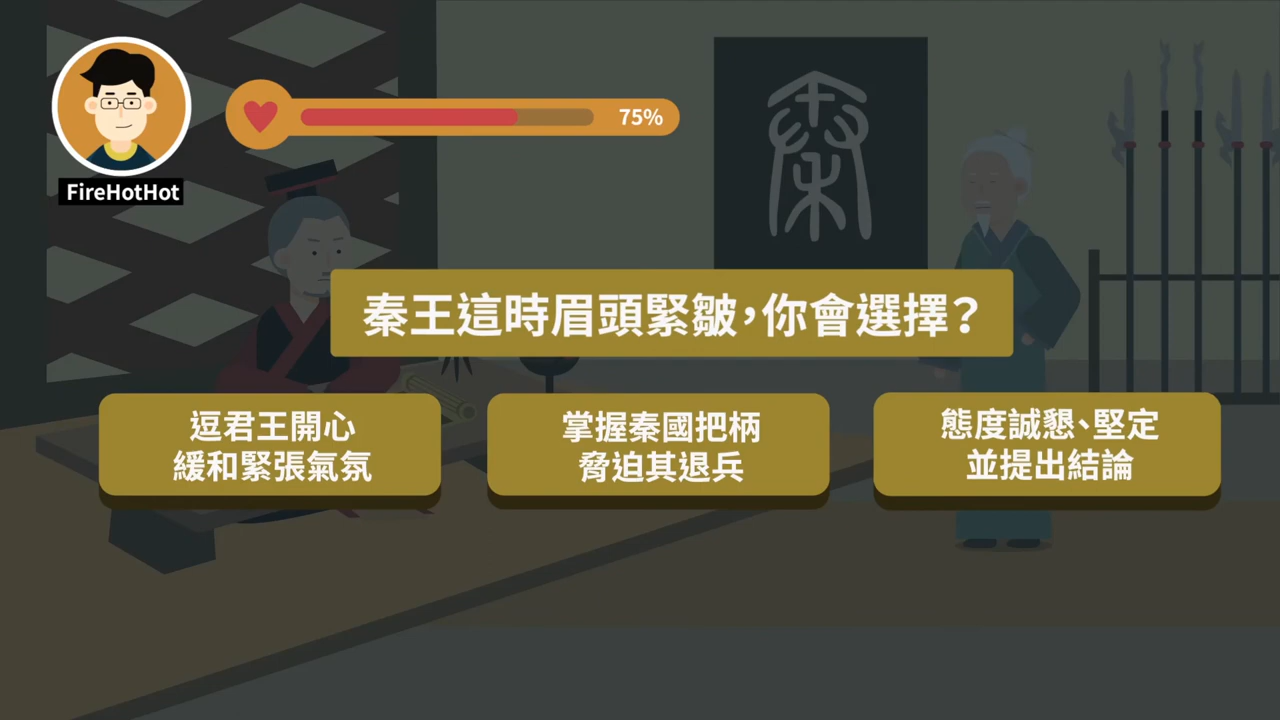 75%
FireHotHot
秦
秦王這時眉頭緊皺，你會選擇？
逗君王開心
緩和緊張氣氛
掌握秦國把柄
脅迫其退兵
態度誠懇、堅定
並提出結論